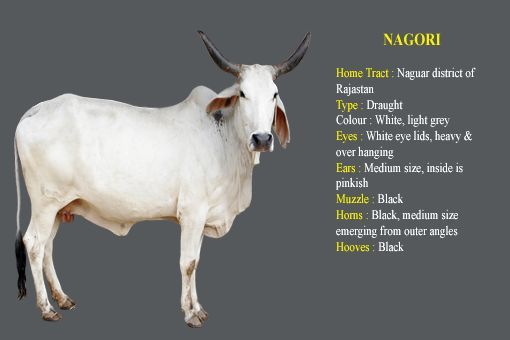 NAGORI
Home Tract : Naguar district of
Rajastan
Type : Draught
Colour : White, light grey
Eyes : White eye lids, heavy &
over hanging
Ears : Medium size, inside is
pinkish
Muzzle : Black
Horns : Black, medium size
emerging from outer angles
Hooves : Black